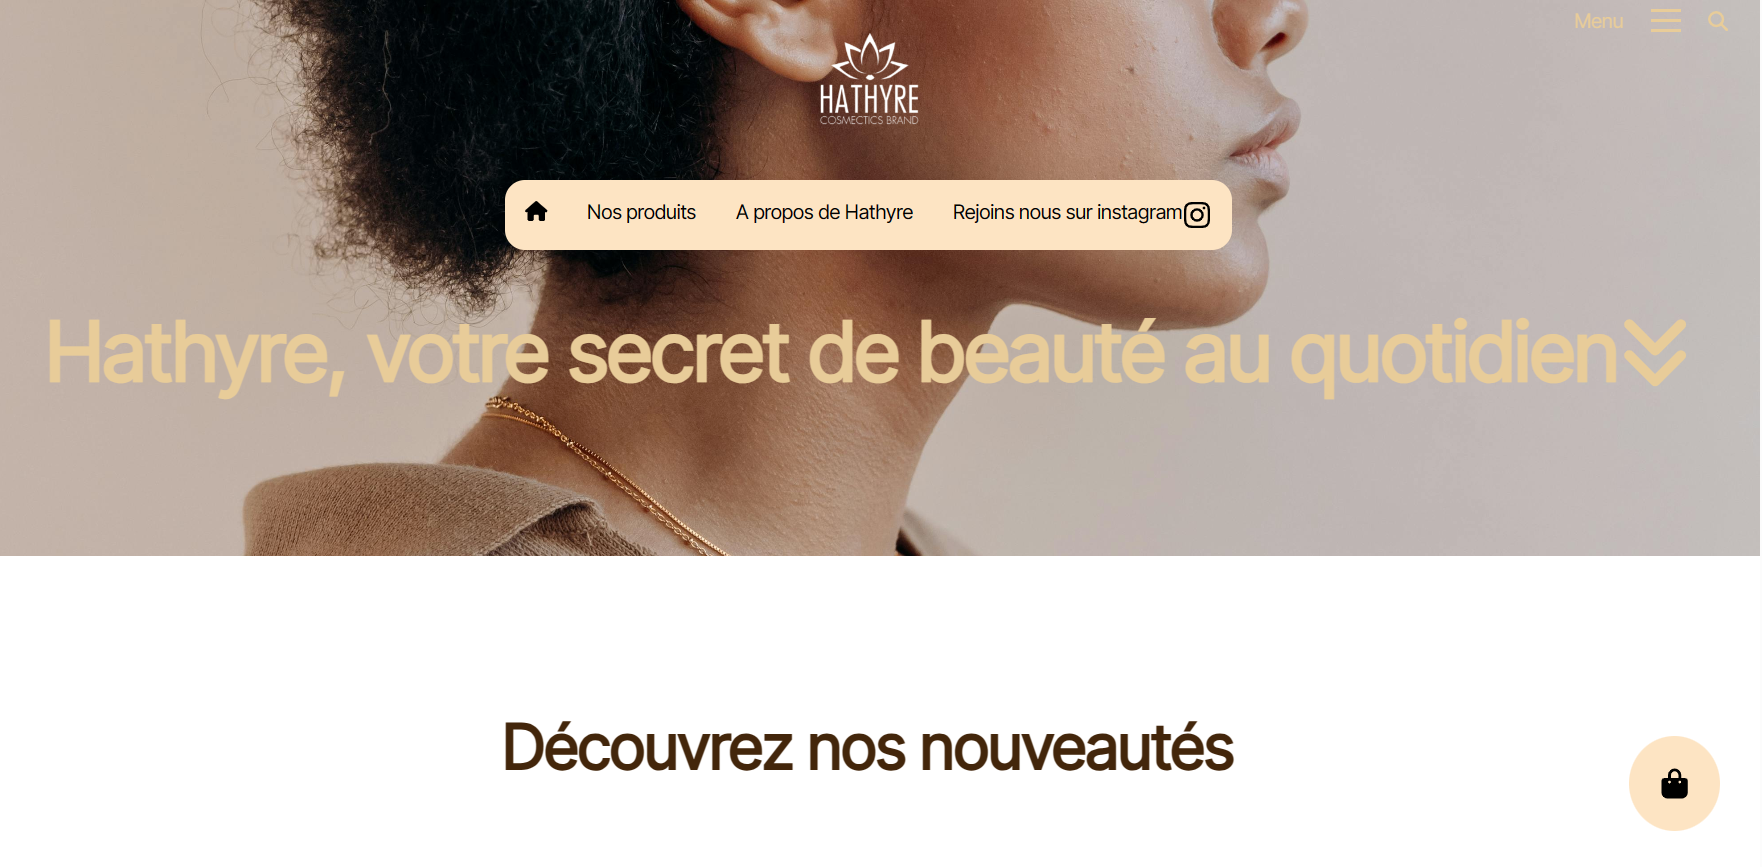 Menu
HATHYRE
COSMECTICS BRAND
Nos produits A propos de Hathyre Rejoins nous sur instagram
Hathyre, votre secret de beauté au quotidien
Découvrez nos nouveautés